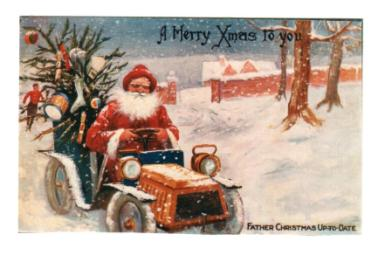 A Merry Xmas To you
FATHER CHRISTMAS UP-TO-DATE